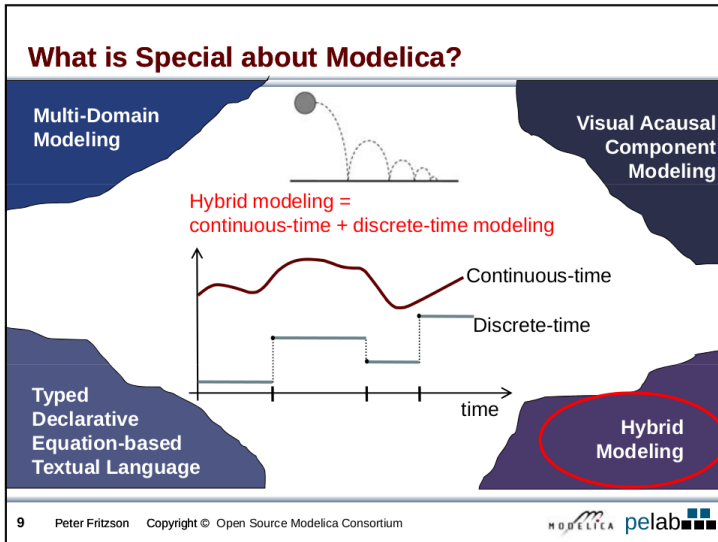 What is Special about Modelica?
Multi-Domain
Modeling
Visual Acausal
Component
Modeling
Hybrid modeling =
continuous-time + discrete-time modeling
Continuous-time
Discrete-time
time
Typed
Declarative
Equation-based
Textual Language
Hybrid
Modeling
9 Peter Fritzson Copyright © Open Source Modelica Consortium
MODELICA pelab